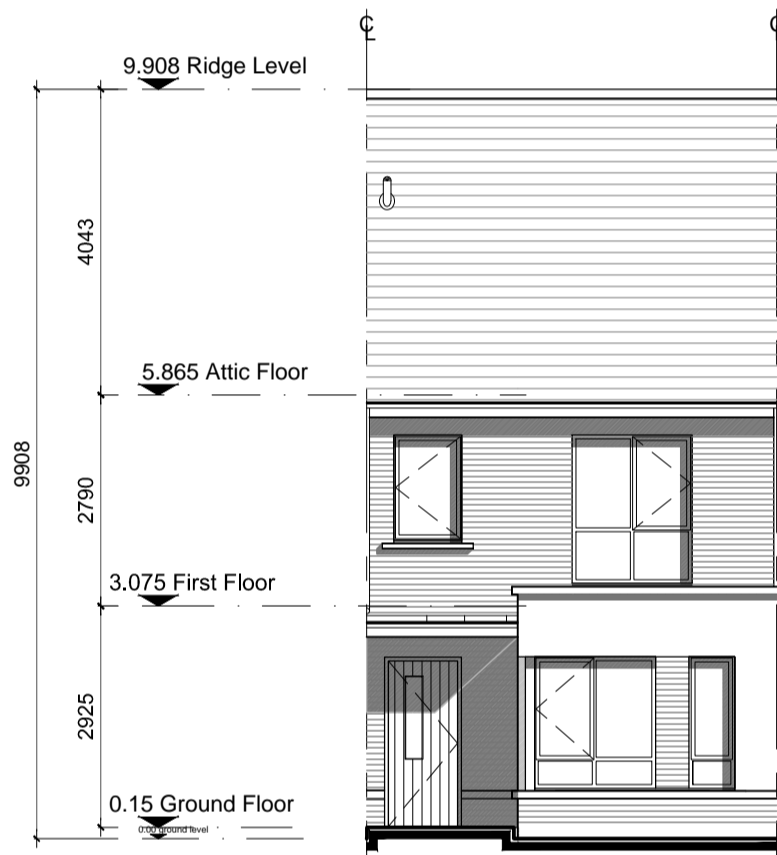 ℄ ℄
9.908 Ridge Level
4043
5.865 Attic Floor
9908
2790
3.075 First Floor
2925
0.15 Ground Floor
0.00 ground level